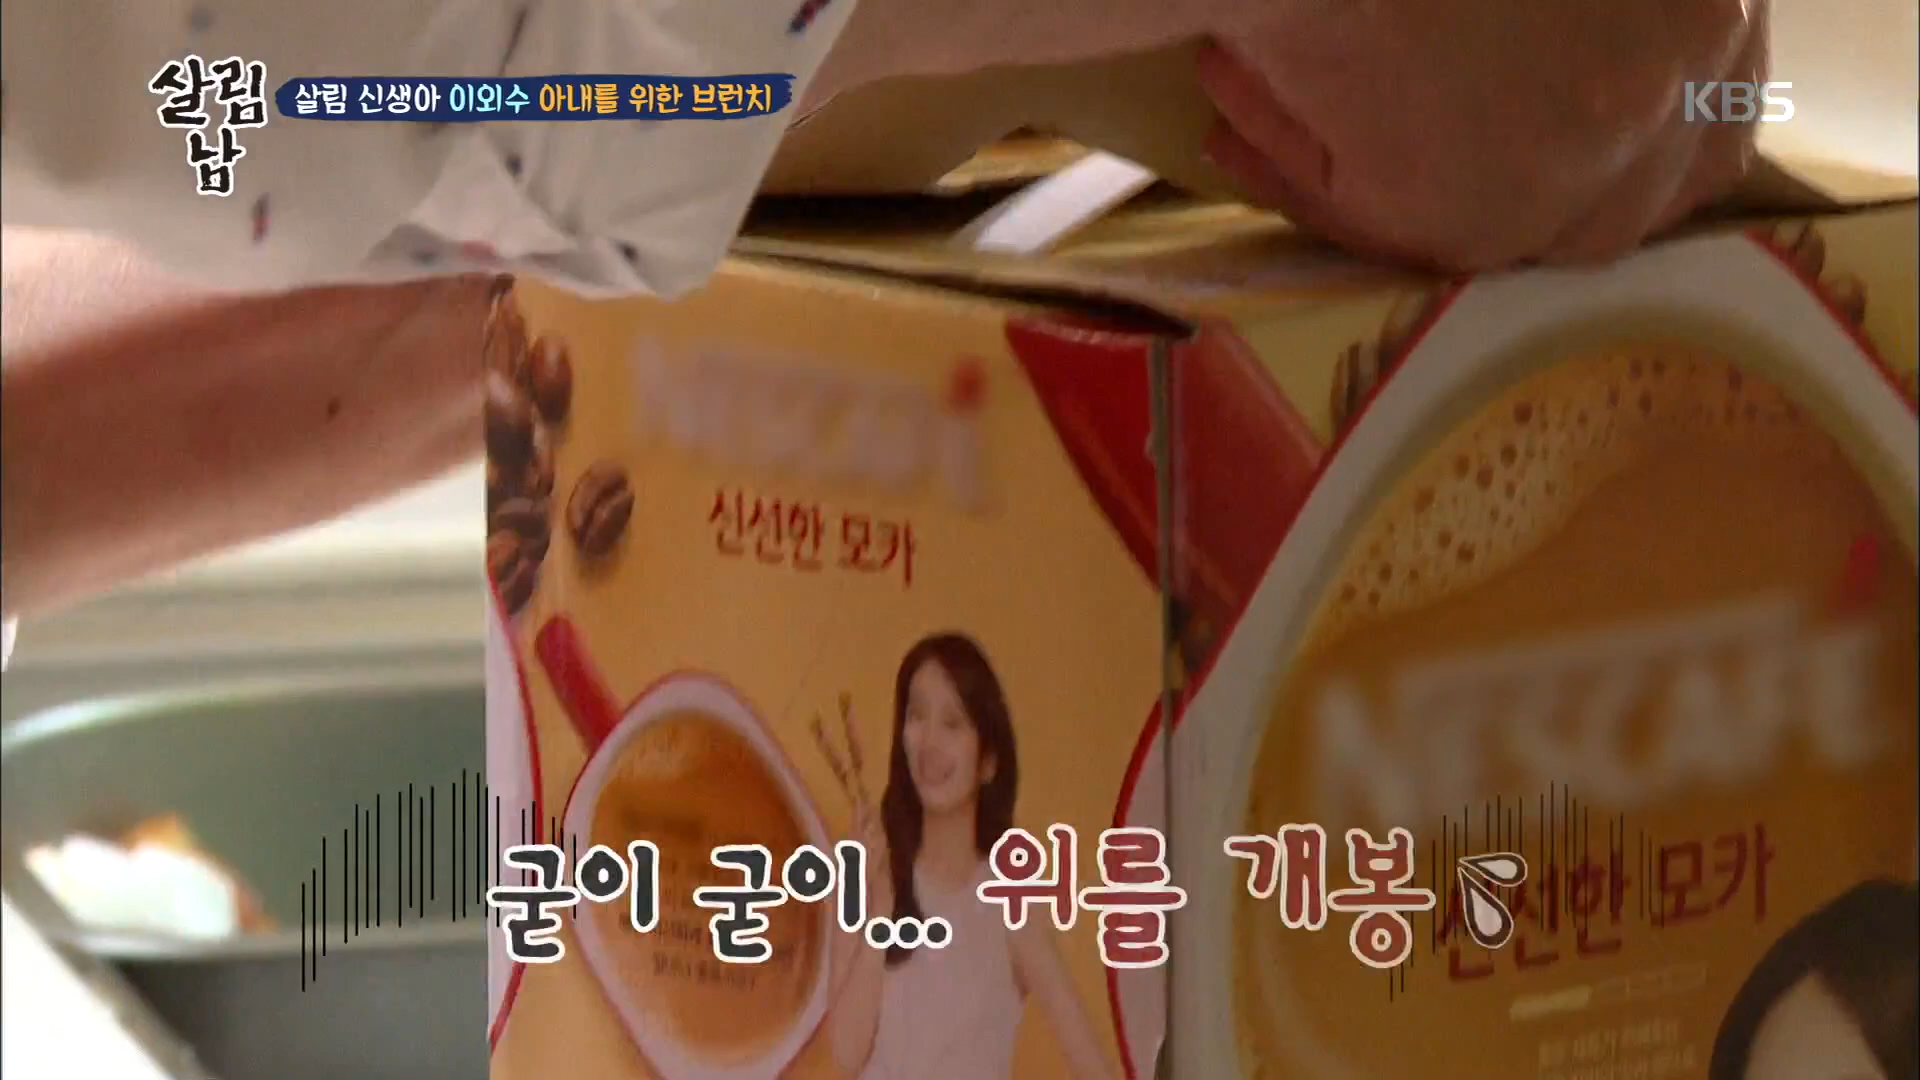 살림남
살림 신생아 이외수 아내를 위한 브런치
KBS
NESCAFÉ
신선한 모카
NESCAFÉ
신선한 모카
굳이 굳이... 위를 개봉